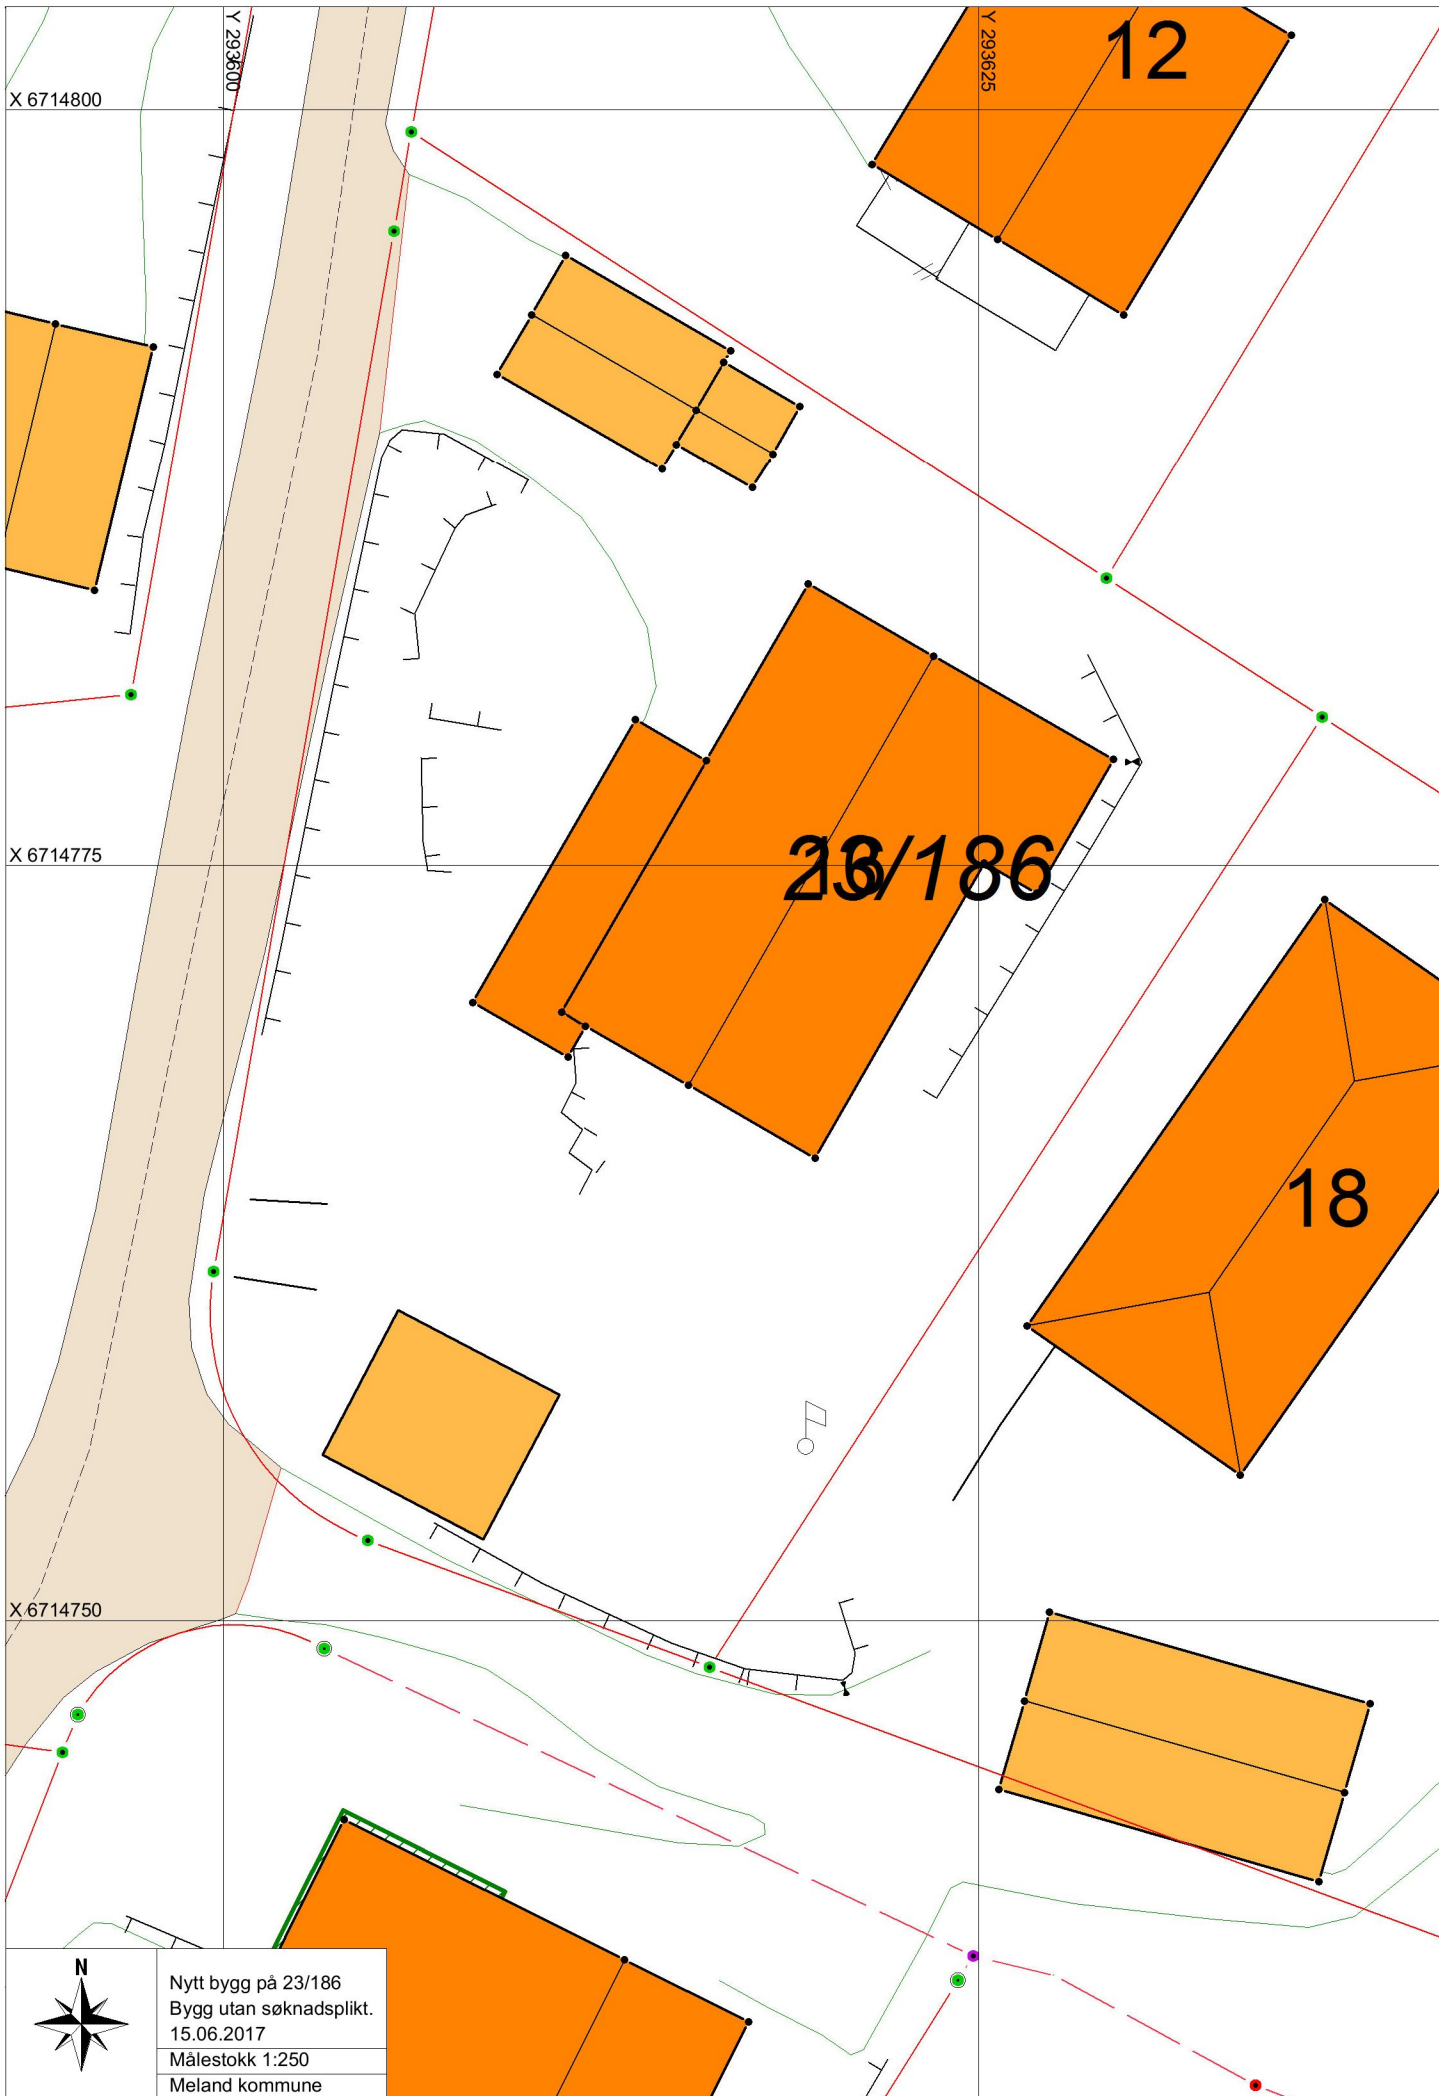 Y 293600
Y 293625
12
X 6714800
X 6714775
23/186
16
18
X 6714750
N
Nytt bygg på 23/186
Bygg utan søknadsplikt.
15.06.2017
Målestokk 1:250
Meland kommune